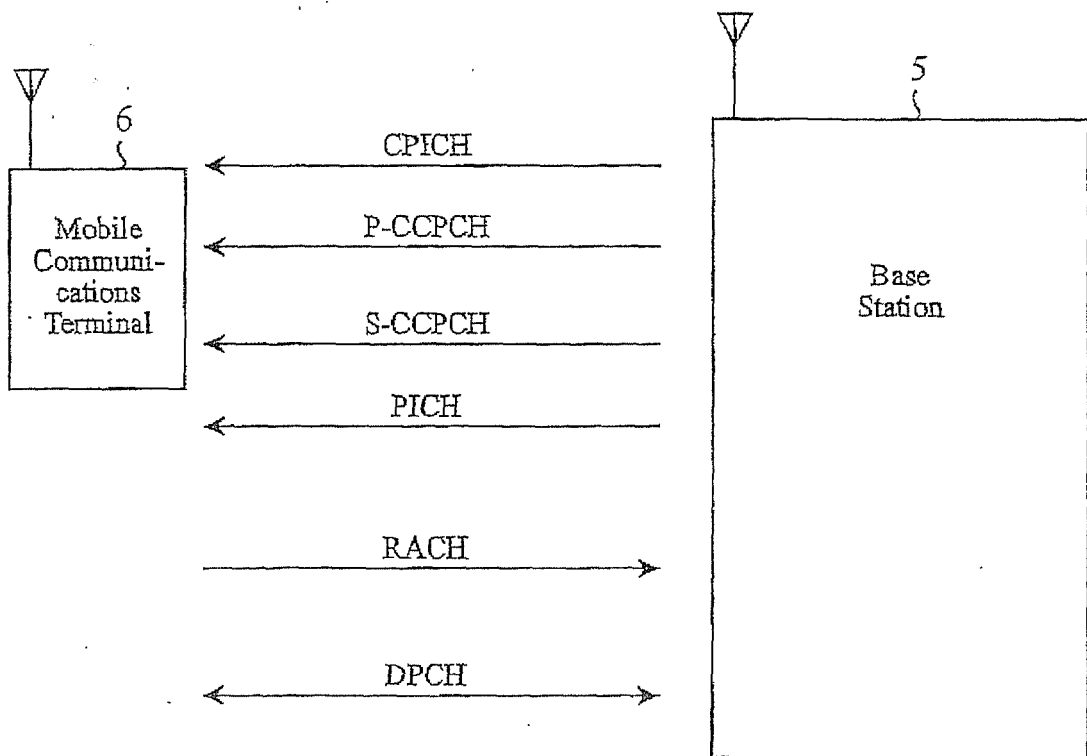 5
6
CPICH
Mobile
Communi-
cations
Terminal
P-CCPCH
Base
Station
S-CCPCH
PICH
RACH
DPCH